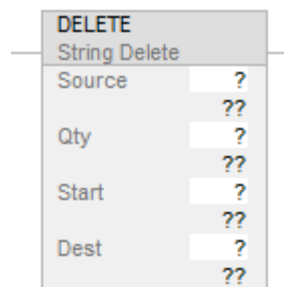 DELETE
String Delete
Source ?
??
Qty ?
??
Start ?
??
Dest ?
??